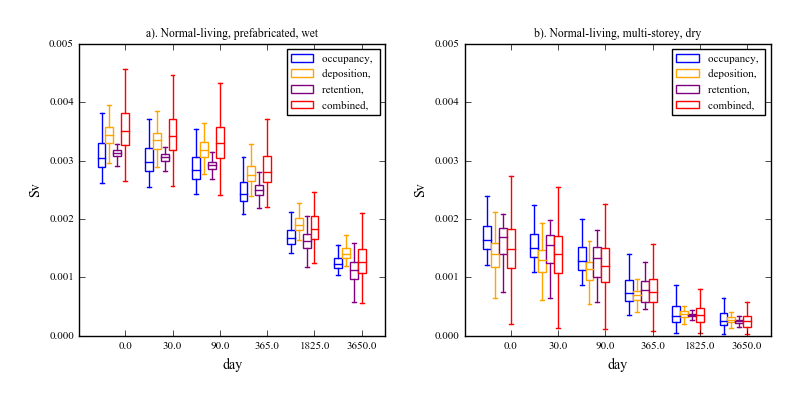 a). Normal-living, prefabricated, wet
0.005
0.004
0.003
0.002
0.001
0.000
Sv
0.0 30.0 90.0 365.0 1825.0 3650.0
day
occupancy,
deposition,
retention,
combined,
b). Normal-living, multi-storey, dry
0.005
0.004
0.003
0.002
0.001
0.000
Sv
0.0 30.0 90.0 365.0 1825.0 3650.0
day
occupancy,
deposition,
retention,
combined,